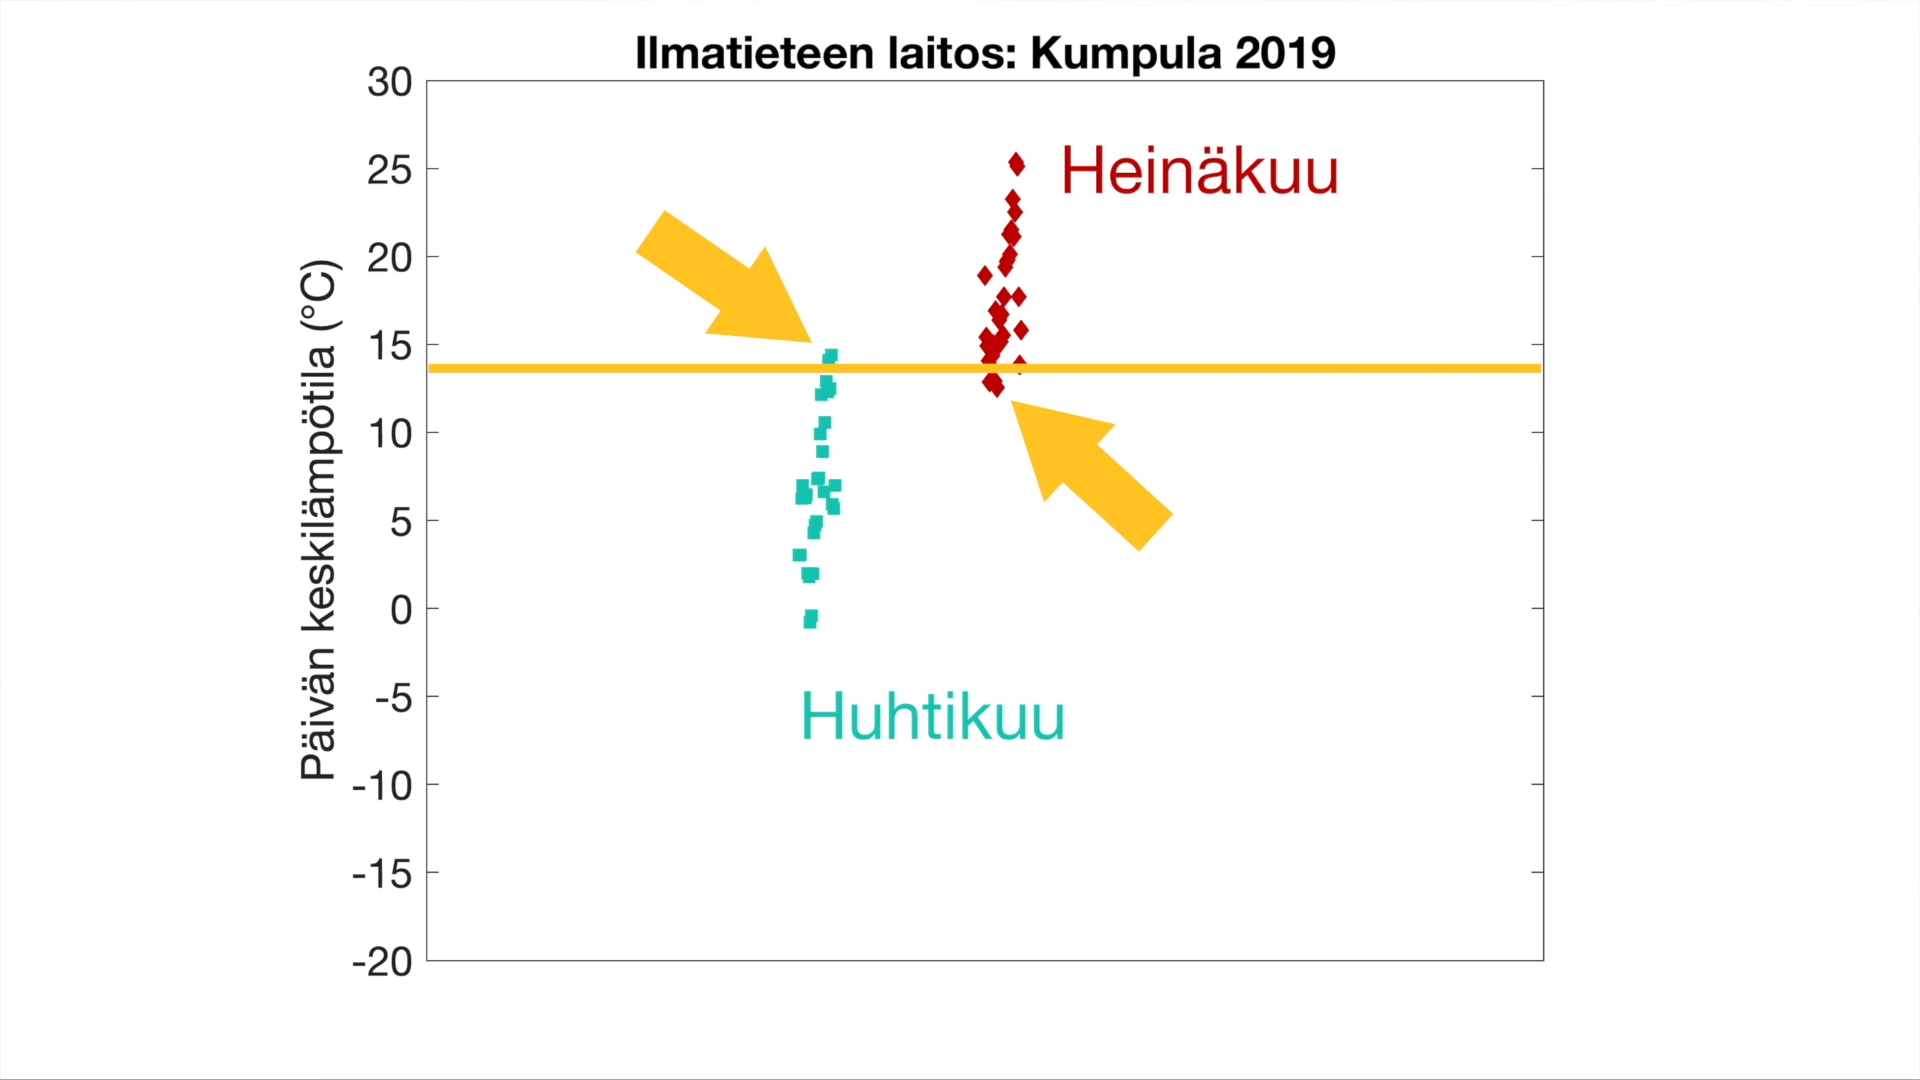 Ilmatieteen laitos: Kumpula 2019
30
25
20
15
10
5
0
-5
-10
-15
-20
Päivän keskilämpötila (°C)
Heinäkuu
Huhtikuu